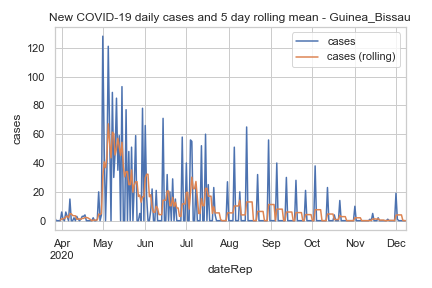 New COVID-19 daily cases and 5 day rolling mean - Guinea_Bissau
cases
cases (rolling)
120
100
80
60
40
20
0
cases
Apr May Jun Jul Aug Sep Oct Nov Dec
2020
dateRep